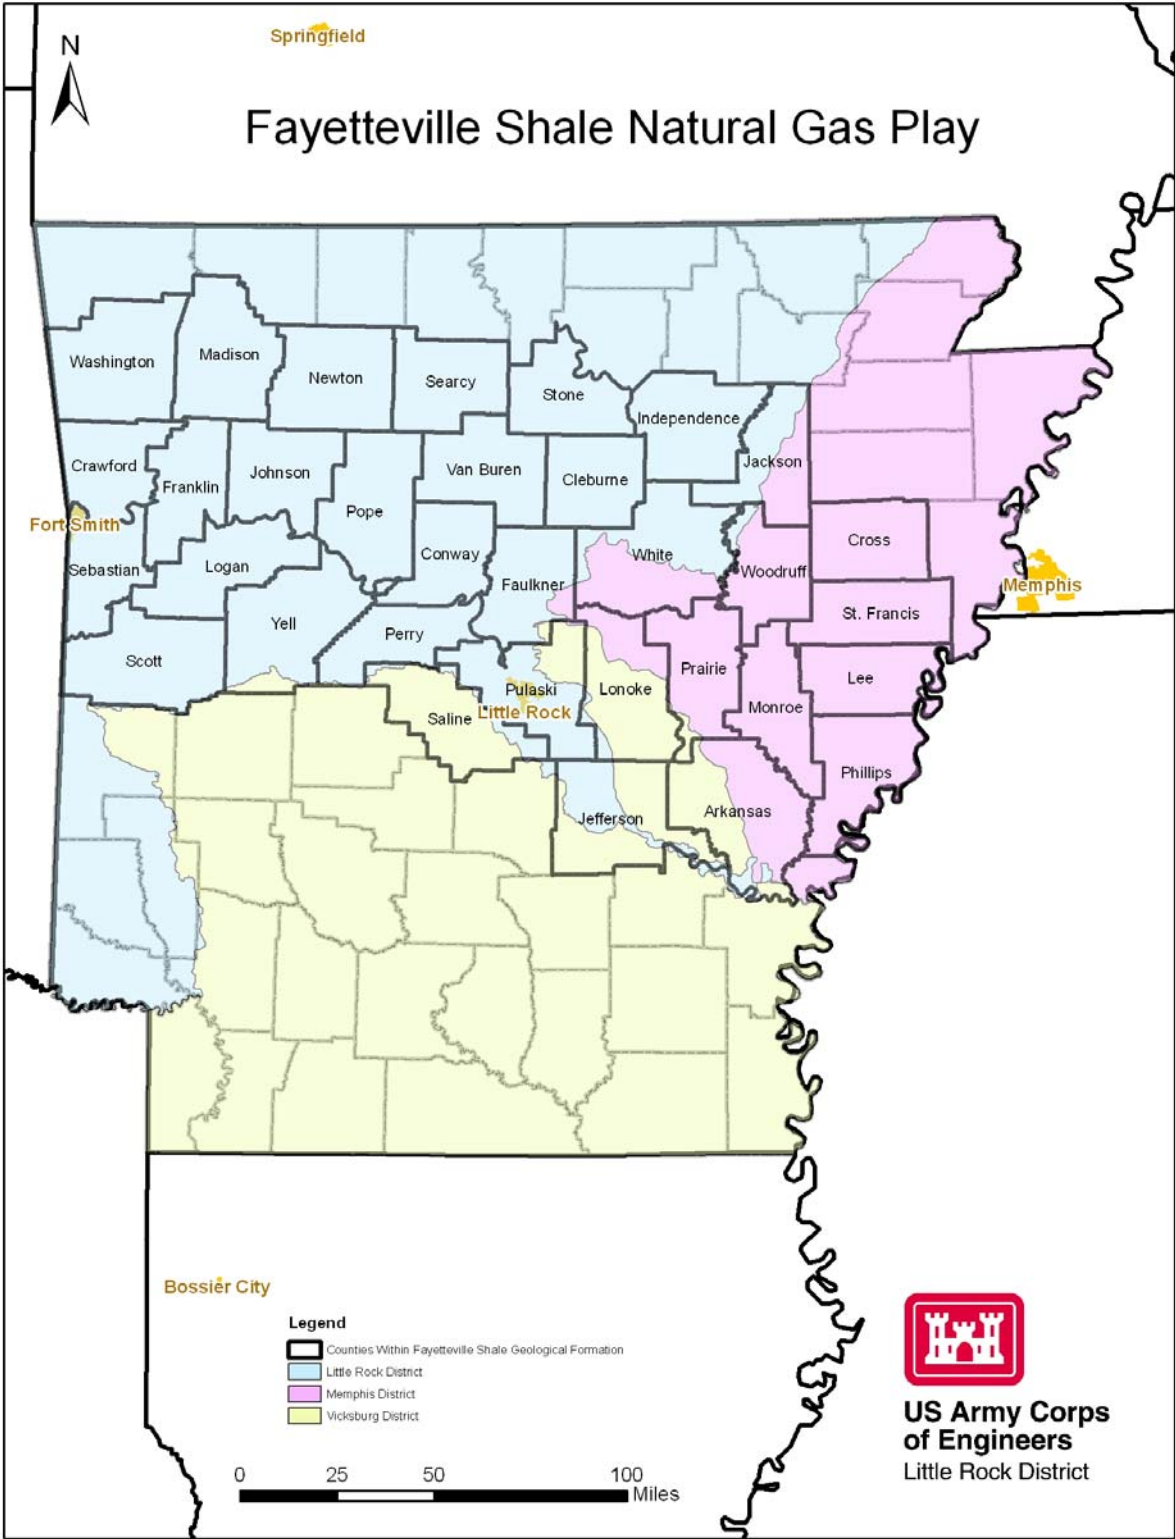 Springfield
N
Fayetteville Shale Natural Gas Play
Washington
Madison
Newton
Searcy
Stone
Independence
Crawford
Franklin
Johnson
Pope
Van Buren
Cleburne
Jackson
Fort Smith
Sebastian
Logan
Conway
Faulkner
White
Woodruff
Cross
Memphis
Scott
Yell
Perry
St. Francis
Pulaski
Little Rock
Saline
Lonoke
Prairie
Monroe
Lee
Phillips
Jefferson
Arkansas
Bossier City
Legend
Counties Within Fayetteville Shale Geological Formation
Little Rock District
Memphis District
Vicksburg District
0 25 50 100
Miles
US Army Corps
of Engineers
Little Rock District